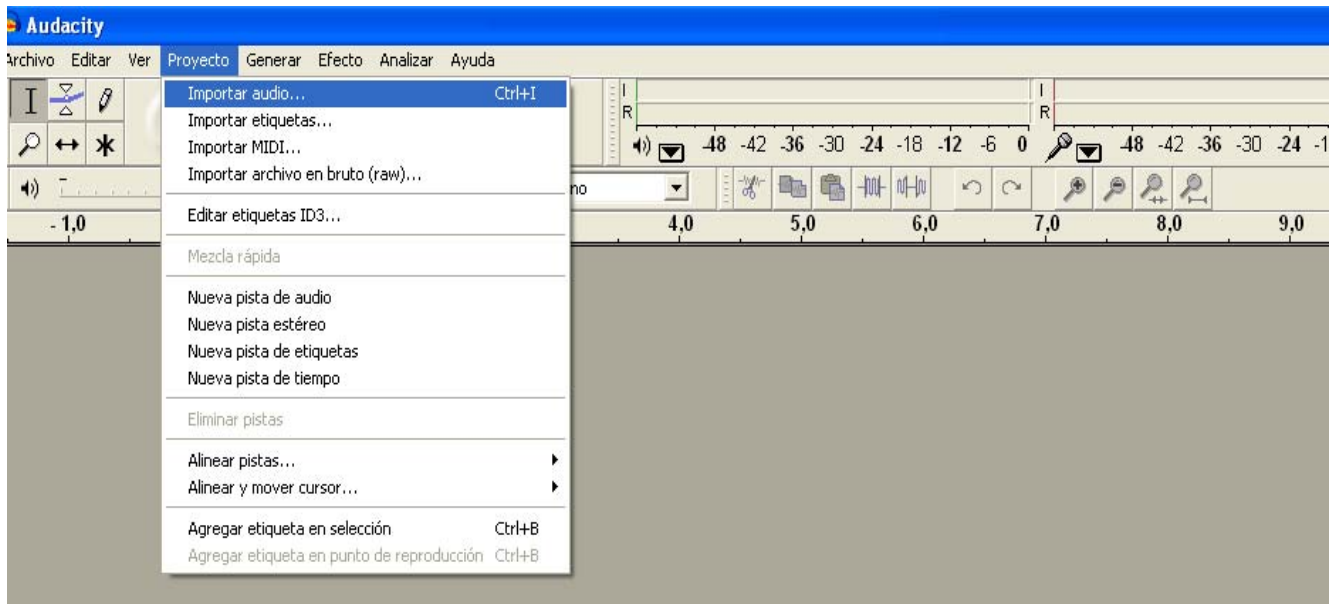 Audacity
Archivo Editar Ver Proyecto Generar Efecto Analizar Ayuda
Importar audio... Ctrl+I
Importar etiquetas...
Importar MIDI...
Importar archivo en bruto (raw)...
Editar etiquetas ID3...
Mezcla rápida
Nueva pista de audio
Nueva pista estéreo
Nueva pista de etiquetas
Nueva pista de tiempo
Eliminar pistas
Alinear pistas...
Alinear y mover cursor...
Agregar etiqueta en selección Ctrl+B
Agregar etiqueta en punto de reproducción Ctrl+B
I I
R R
-48 -42 -36 -30 -24 -18 -12 -6 0 -48 -42 -36 -30 -24 -1
no
- 1,0 4,0 5,0 6,0 7,0 8,0 9,0